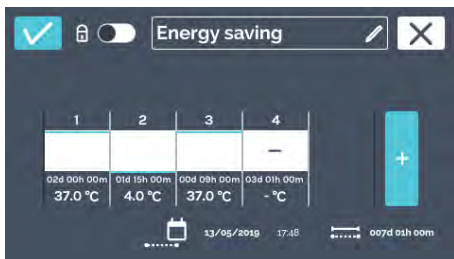 Energy saving
1 2 3 4
–
02d 00h 00m 01d 15h 00m 00d 09h 00m 03d 01h 00m
37.0 °C 4.0 °C 37.0 °C - °C
+
13/05/2019 17:48 007d 01h 00m